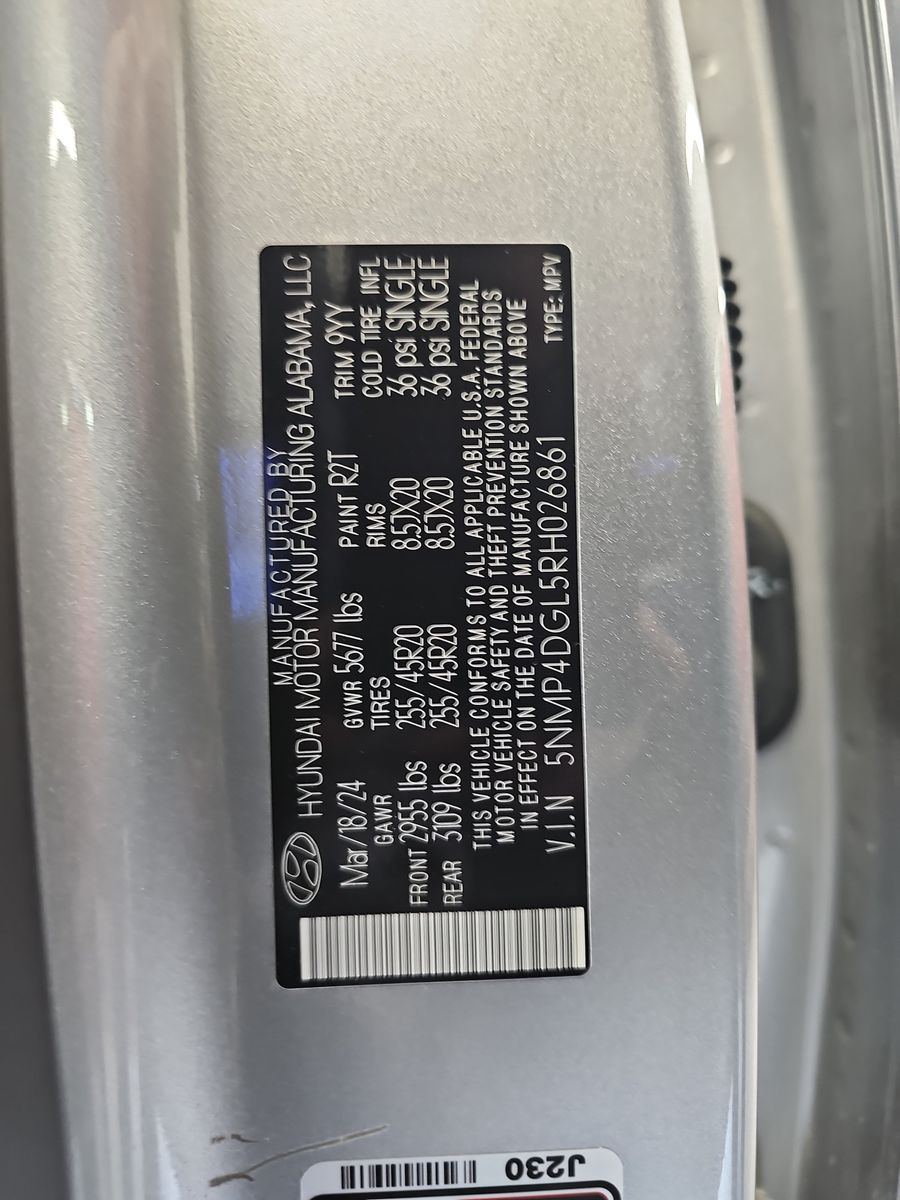 MANUFACTURED BY
HYUNDAI MOTOR MANUFACTURING ALABAMA, LLC
Mar/18/24 GVWR 5677 lbs PAINT R2T TRIM 9YY
GAWR TIRES RIMS COLD TIRE INFL
FRONT 2955 lbs 255/45R20 8.5JX20 36 psi SINGLE
REAR 3109 lbs 255/45R20 8.5JX20 36 psi SINGLE
THIS VEHICLE CONFORMS TO ALL APPLICABLE U.S.A. FEDERAL
MOTOR VEHICLE SAFETY AND THEFT PREVENTION STANDARDS
IN EFFECT ON THE DATE OF MANUFACTURE SHOWN ABOVE
V.I.N 5NMP4DGL5RH026861 TYPE: MPV
J230